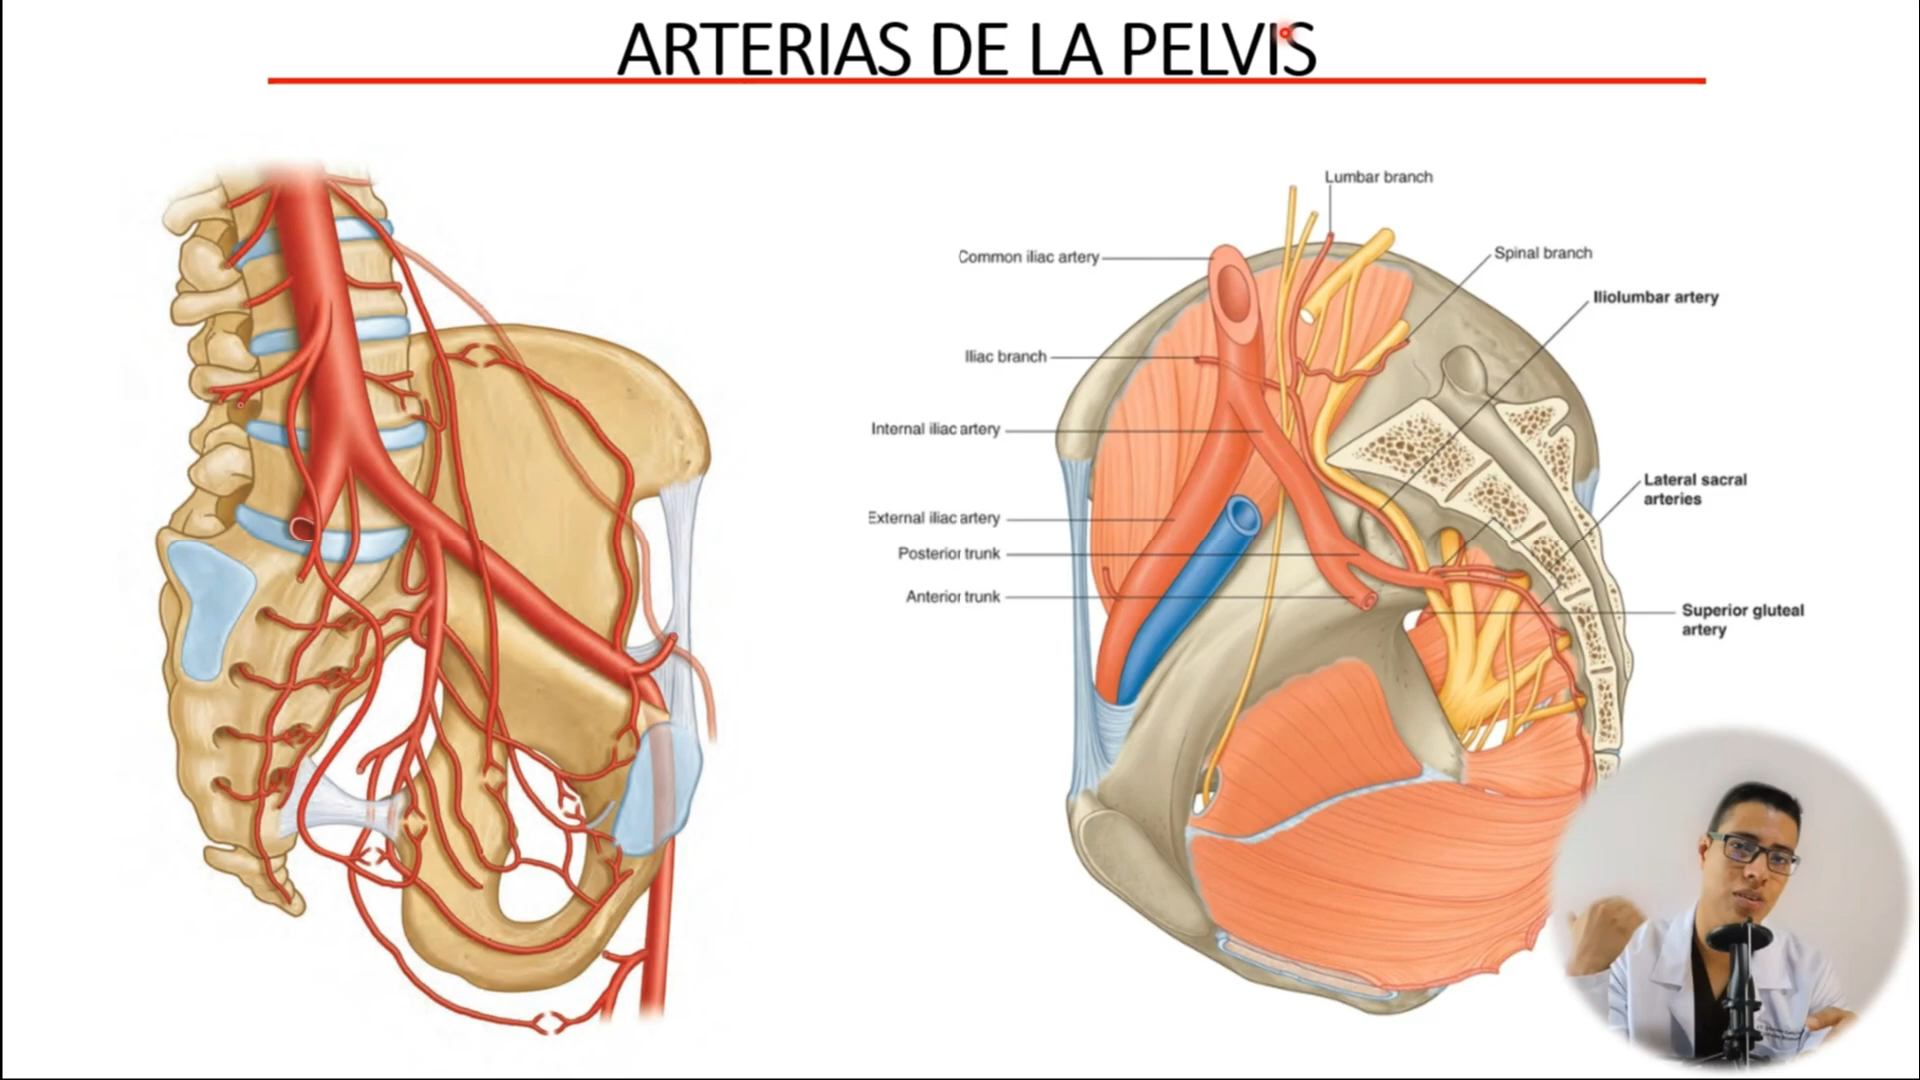 ARTERIAS DE LA PELVIS
Lumbar branch
Common iliac artery
Spinal branch
Iliolumbar artery
Iliac branch
Internal iliac artery
Lateral sacral
arteries
External iliac artery
Posterior trunk
Anterior trunk
Superior gluteal
artery